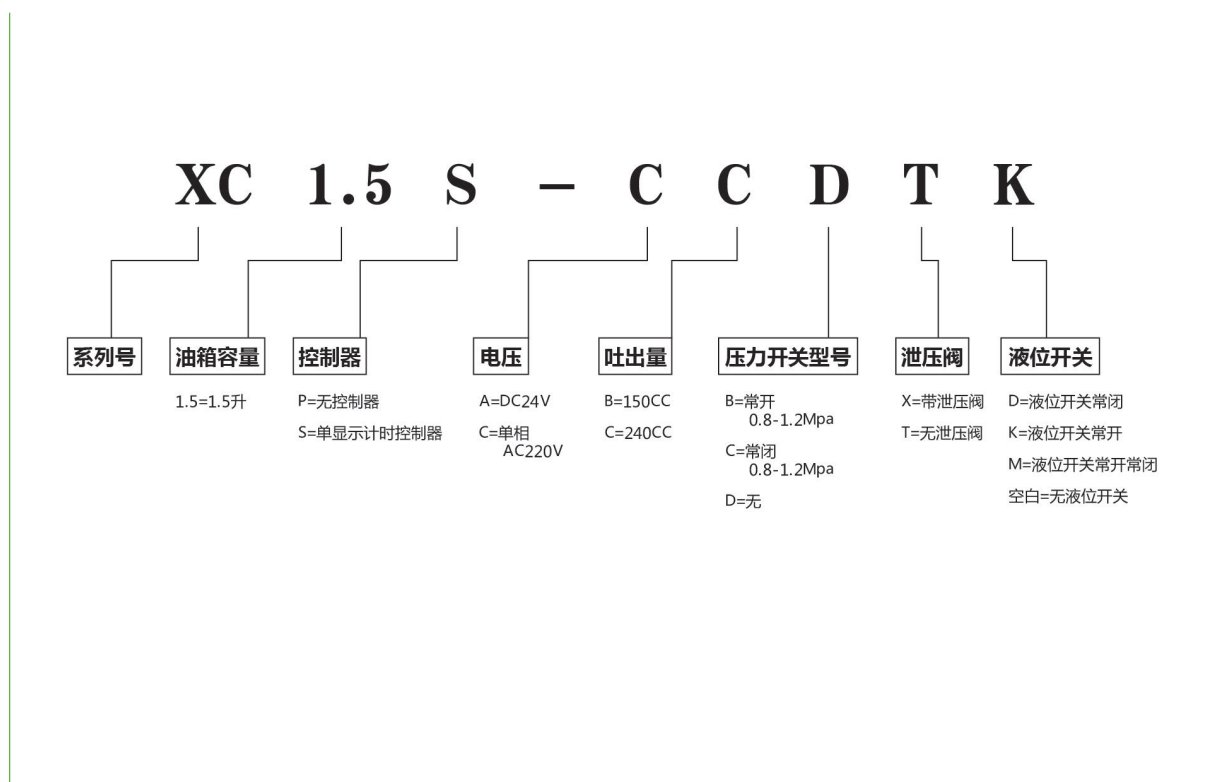 XC 1.5 S - C C D T K
系列号
油箱容量
1.5=1.5升
控制器
P=无控制器
S=单显示计时控制器
电压
A=DC24V
C=单相
AC220V
吐出量
B=150CC
C=240CC
压力开关型号
B=常开
0.8-1.2Mpa
C=常闭
0.8-1.2Mpa
D=无
泄压阀
X=带泄压阀
T=无泄压阀
液位开关
D=液位开关常闭
K=液位开关常开
M=液位开关常开常闭
空白=无液位开关